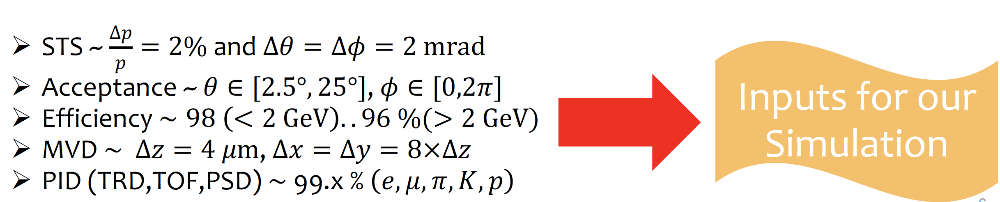 ➢ STS ~ Δp/p = 2% and Δθ = Δϕ = 2 mrad
➢ Acceptance ~ θ ∈ [2.5°, 25°], ϕ ∈ [0,2π]
➢ Efficiency ~ 98 (< 2 GeV)..96 %(> 2 GeV)
➢ MVD ~ Δz = 4 μm, Δx = Δy = 8×Δz
➢ PID (TRD,TOF,PSD) ~ 99.x % (e, μ, π, K, p)
Inputs for our
Simulation